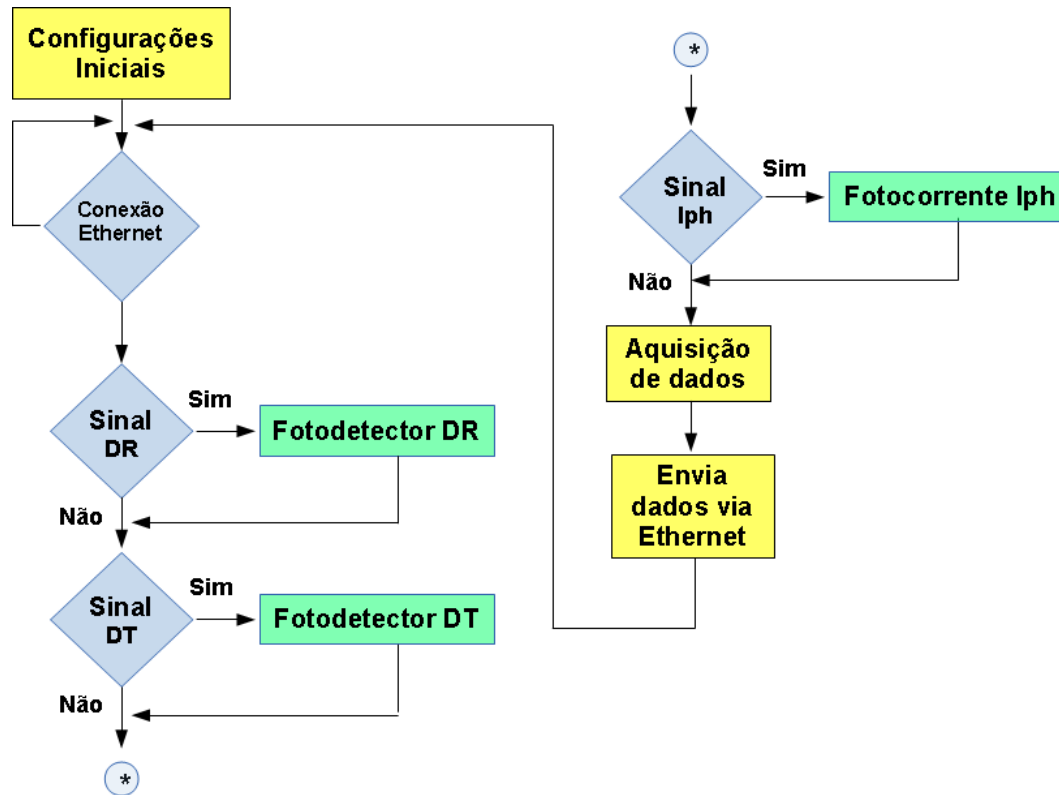 Configurações
Iniciais
Conexão
Ethernet
Sinal
DR
Sim
Fotodetector DR
Não
Sinal
DT
Sim
Fotodetector DT
Não
*
*
Sinal
Iph
Sim
Fotocorrente Iph
Não
Aquisição
de dados
Envia
dados via
Ethernet